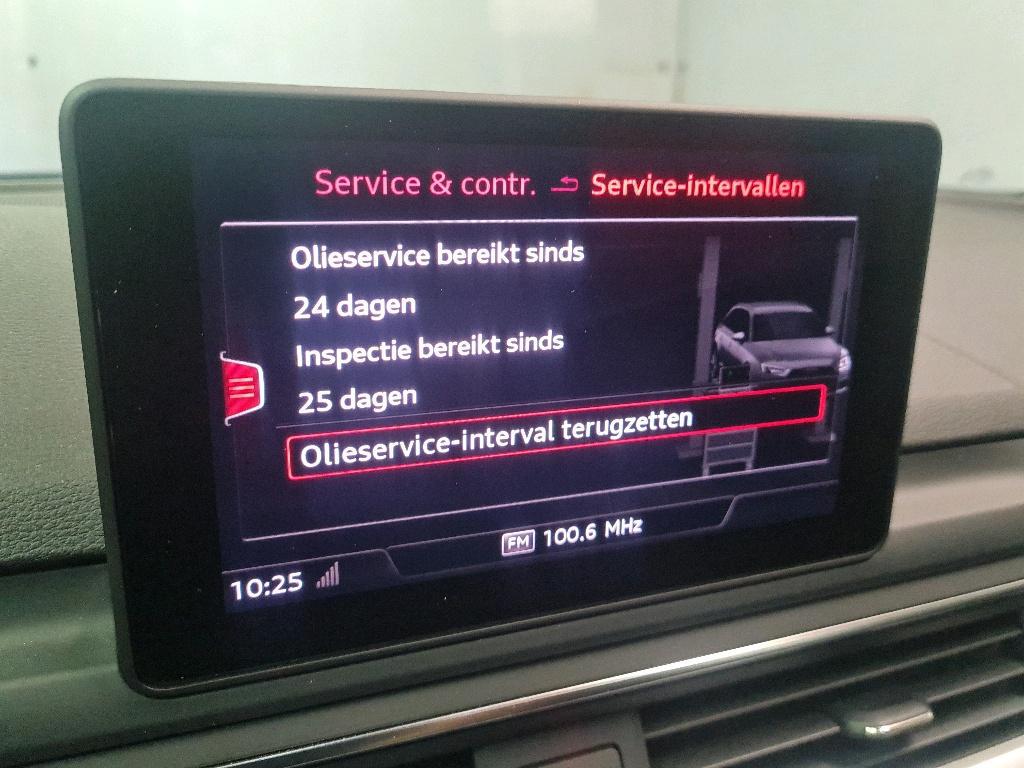 Service & contr. Service-intervallen
Olieservice bereikt sinds
24 dagen
Inspectie bereikt sinds
25 dagen
Olieservice-interval terugzetten
FM 100.6 MHz
10:25